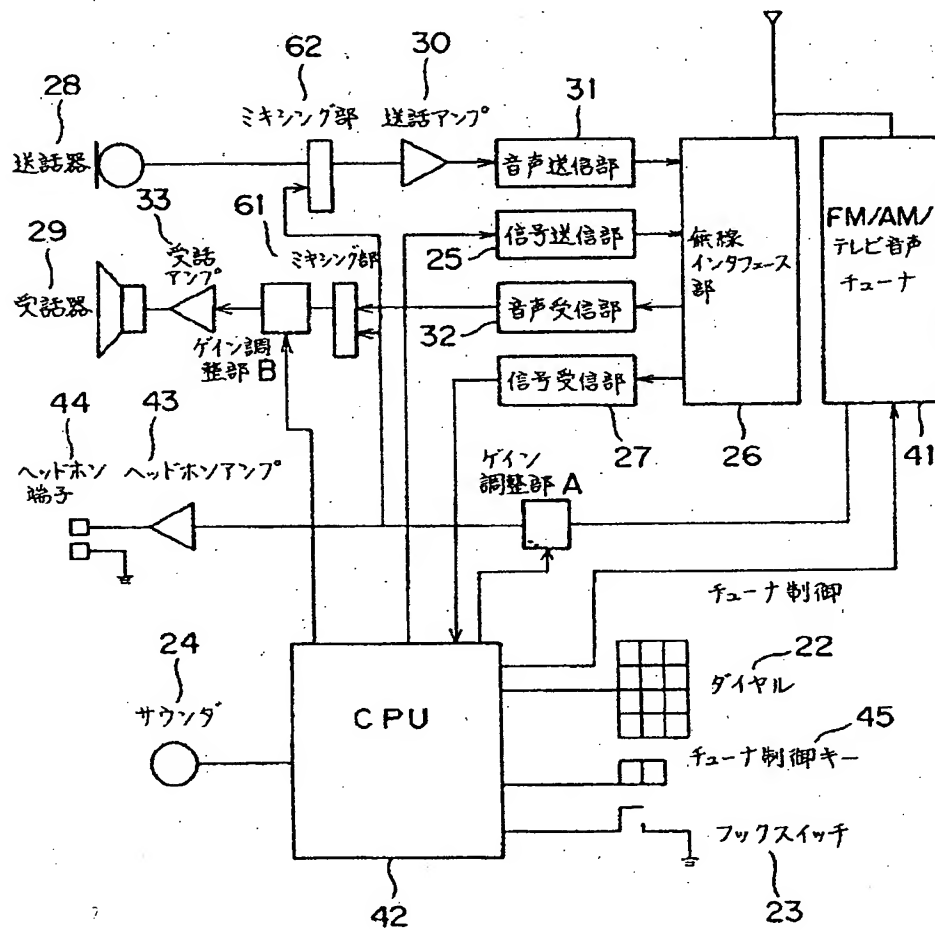 62
30
28
ミキシング部
送話アンプ
31
送話器
音声送信部
33
61
FM/AM/
テレビ音声
チューナ
29
受話
アンプ
ミキシング部
25
信号送信部
無線
インタフェース
部
受話器
32
音声受信部
ゲイン調
整部 B
信号受信部
44
43
27
26
41
ヘッドホン
端子
ヘッドホンアンプ
ゲイン
調整部 A
チューナ制御
24
22
サウンダ
CPU
ダイヤル
45
チューナ制御キー
フックスイッチ
42
23